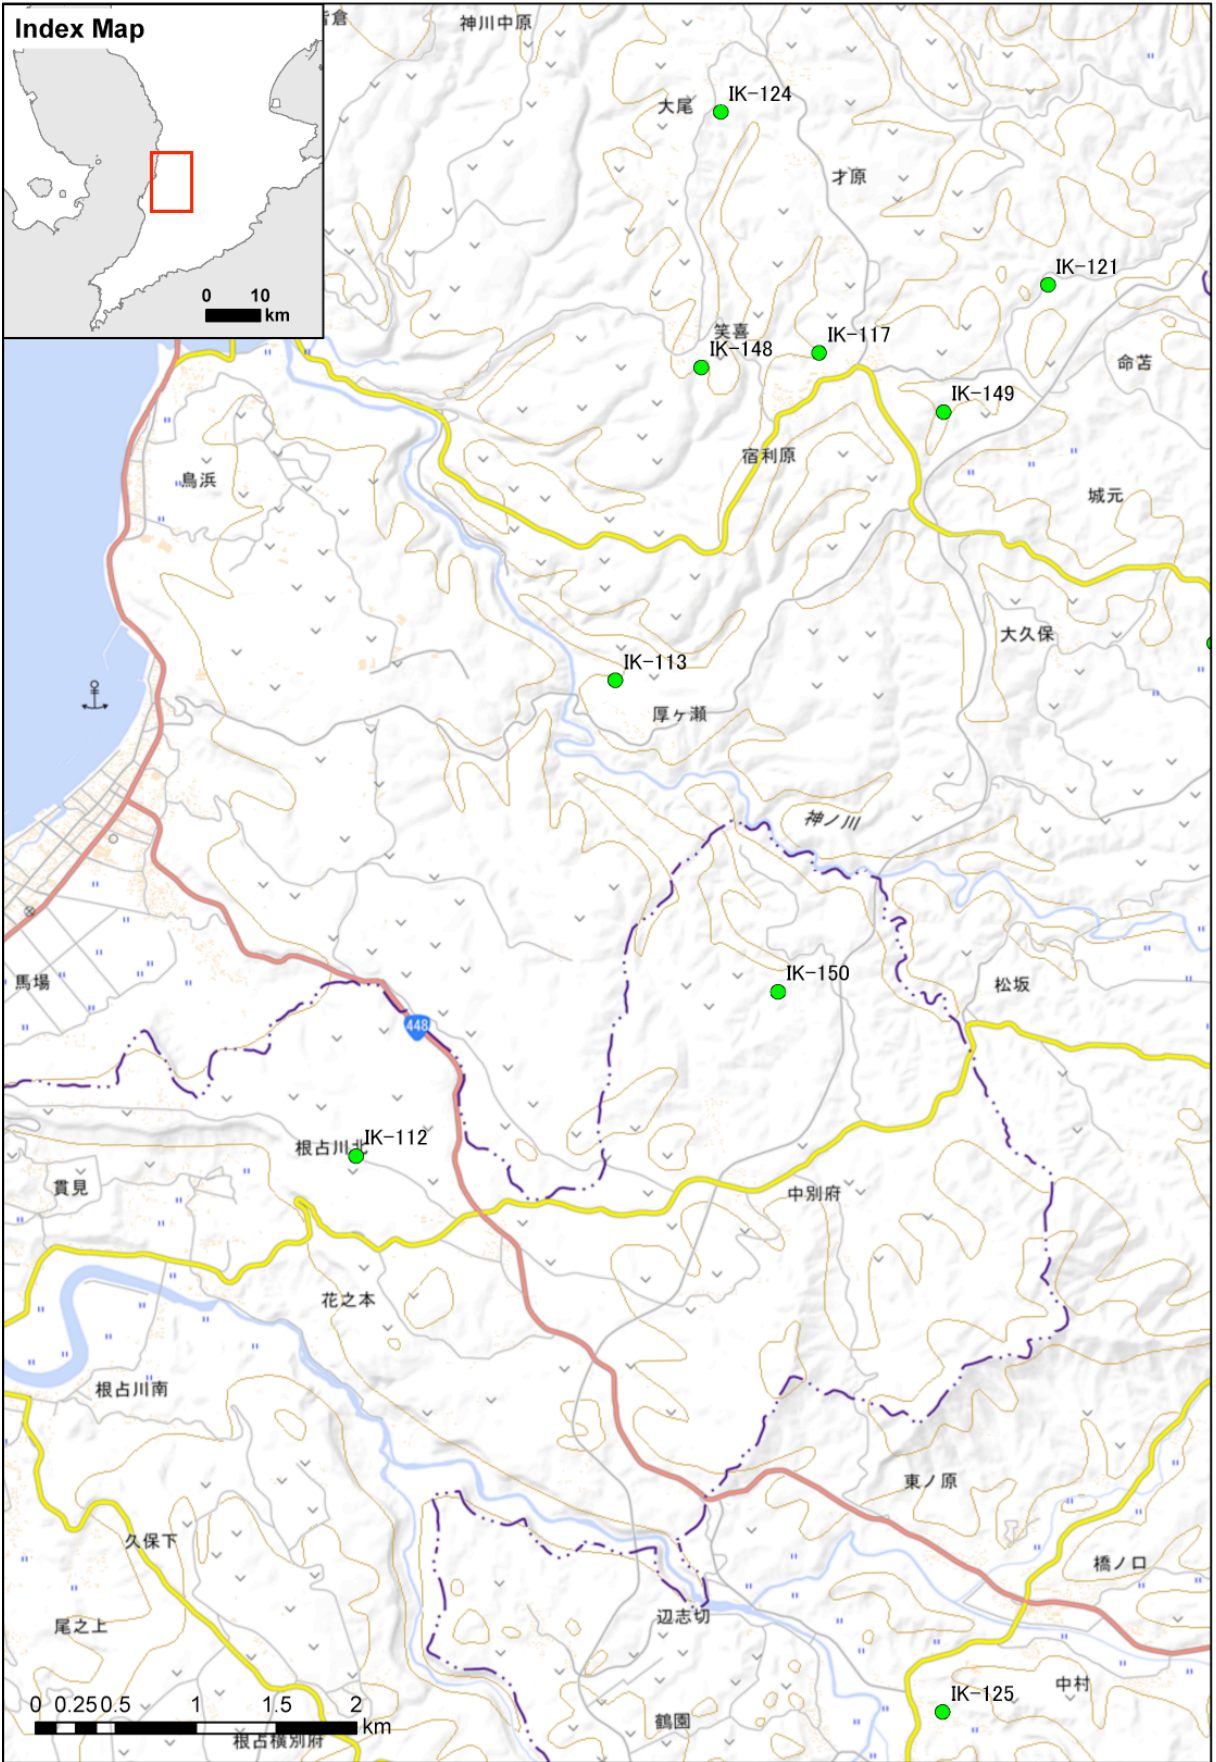 Index Map
0 10
km
倉
神川中原
大尾
IK-124
才原
IK-121
笑喜
IK-117
IK-148
命苫
IK-149
宿利原
鳥浜
城元
大久保
IK-113
厚ヶ瀬
神ノ川
IK-150
馬場
松坂
448
IK-112
根占川北
貫見
中別府
花之本
根占川南
東ノ原
久保下
橋ノ口
辺志切
尾之上
中村
IK-125
0 0.25 0.5 1 1.5 2
km
鶴園
根占横別府